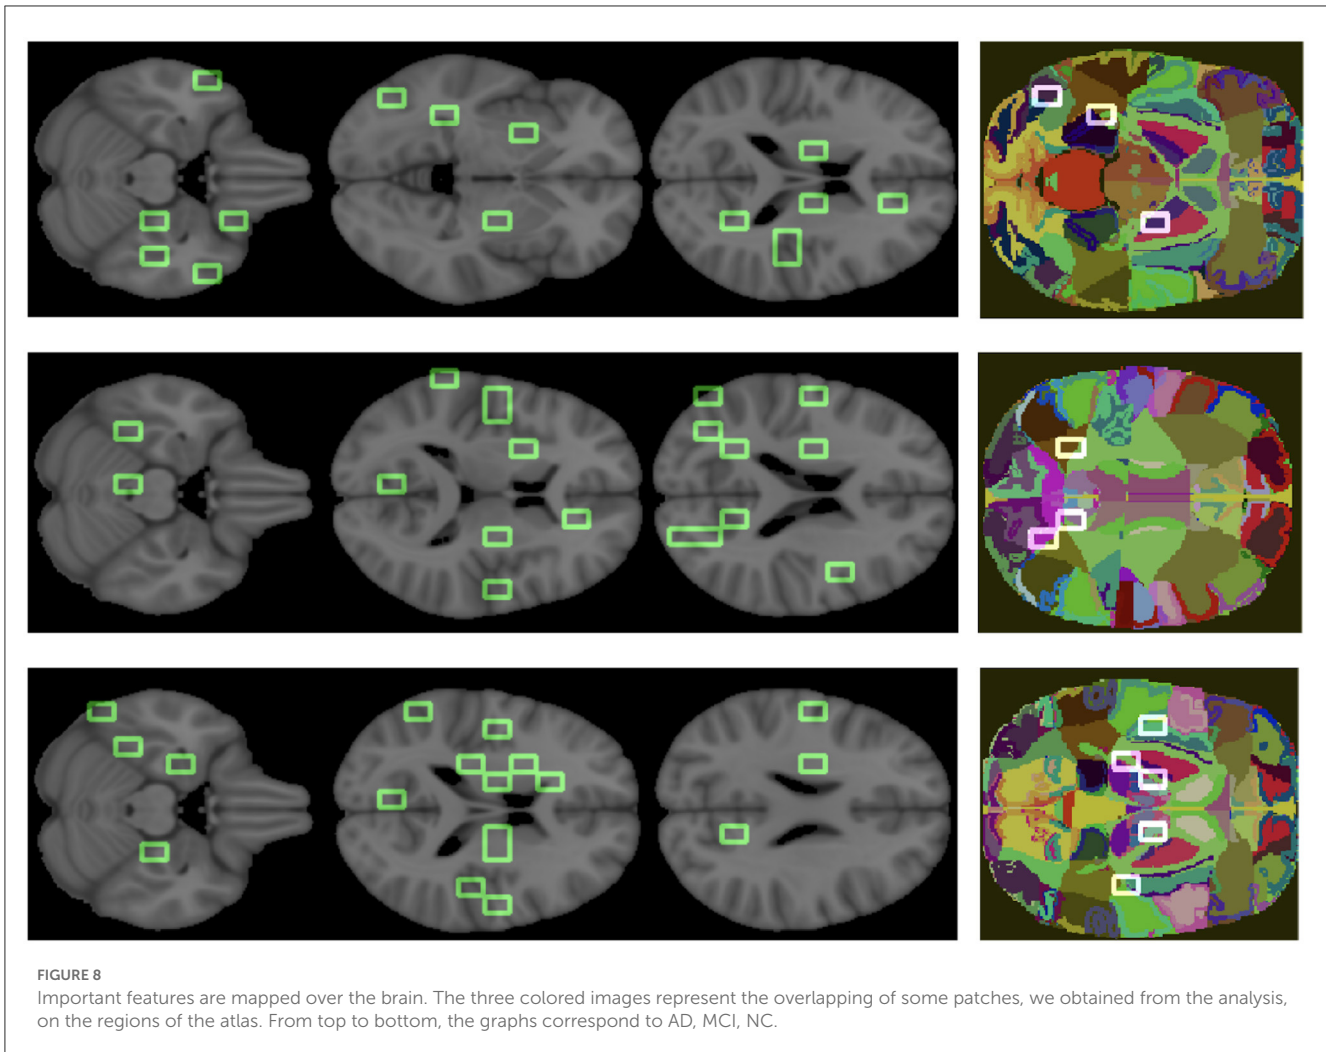 FIGURE 8
Important features are mapped over the brain. The three colored images represent the overlapping of some patches, we obtained from the analysis,
on the regions of the atlas. From top to bottom, the graphs correspond to AD, MCI, NC.